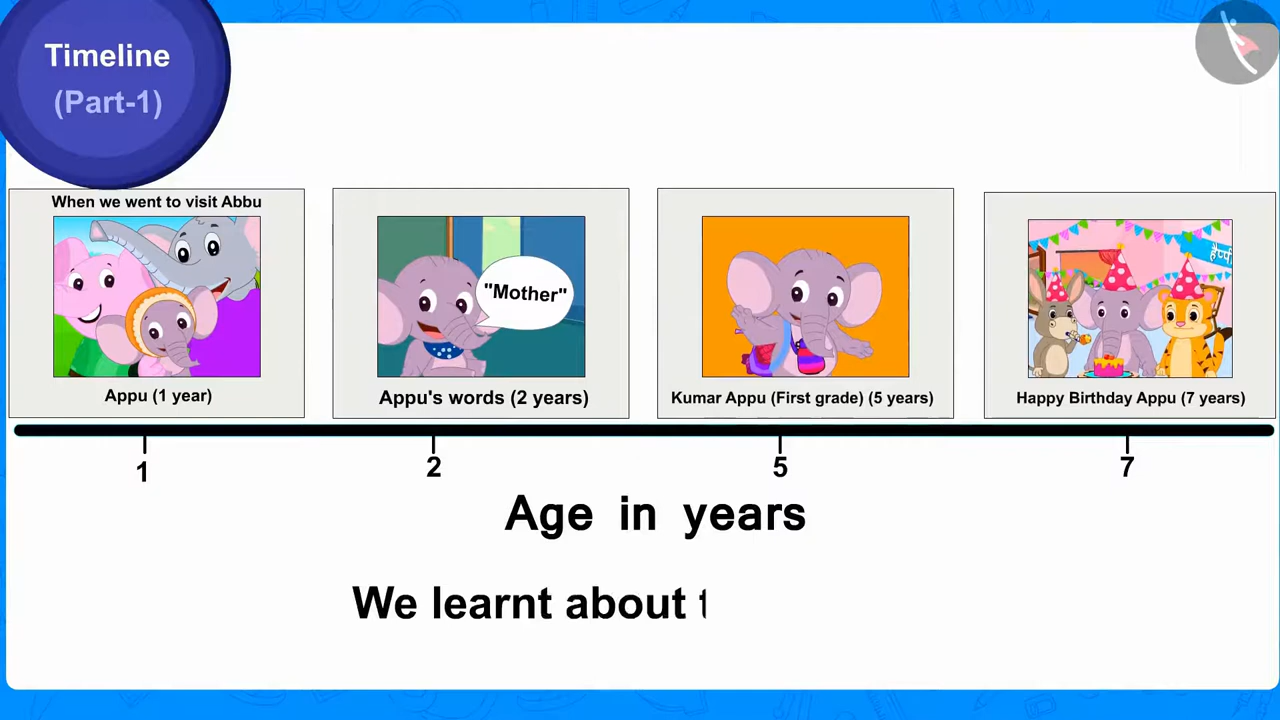 Timeline
(Part-1)
When we went to visit Abbu
Appu (1 year)
"Mother"
Appu's words (2 years)
Kumar Appu (First grade) (5 years)
हैप्पी
Happy Birthday Appu (7 years)
1 2 5 7
Age in years
We learnt about t